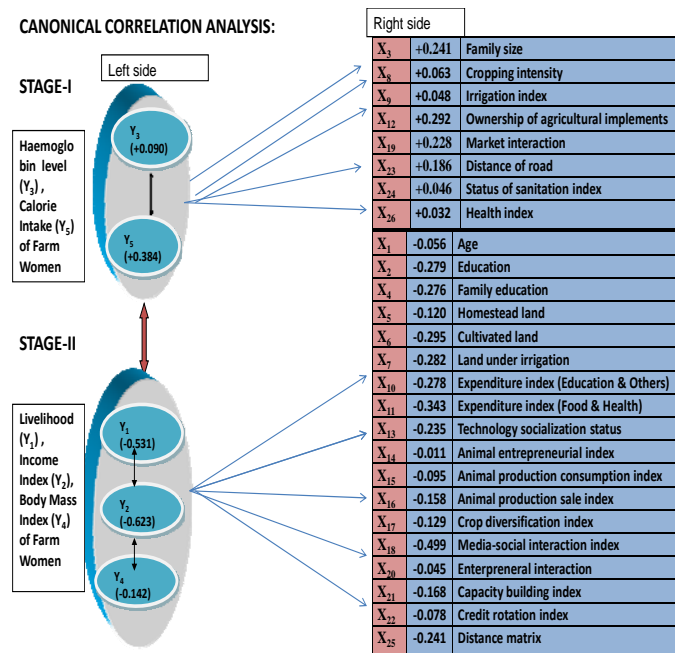 CANONICAL CORRELATION ANALYSIS:
Left side
Right side
STAGE-I
Haemoglo
bin level
(Y3) ,
Calorie
Intake (Y5)
of Farm
Women
Y3
(+0.090)
Y5
(+0.384)
STAGE-II
Livelihood
(Y1) ,
Income
Index (Y2),
Body Mass
Index (Y4)
of Farm
Women
Y1
(-0.531)
Y2
(-0.623)
Y4
(-0.142)
X3 +0.241 Family size
X8 +0.063 Cropping intensity
X9 +0.048 Irrigation index
X12 +0.292 Ownership of agricultural implements
X19 +0.228 Market interaction
X23 +0.186 Distance of road
X24 +0.046 Status of sanitation index
X26 +0.032 Health index
X1 -0.056 Age
X2 -0.279 Education
X4 -0.276 Family education
X5 -0.120 Homestead land
X6 -0.295 Cultivated land
X7 -0.282 Land under irrigation
X10 -0.278 Expenditure index (Education & Others)
X11 -0.343 Expenditure index (Food & Health)
X13 -0.235 Technology socialization status
X14 -0.011 Animal entrepreneurial index
X15 -0.095 Animal production consumption index
X16 -0.158 Animal production sale index
X17 -0.129 Crop diversification index
X18 -0.499 Media-social interaction index
X20 -0.045 Enterpreneral interaction
X21 -0.168 Capacity building index
X22 -0.078 Credit rotation index
X25 -0.241 Distance matrix